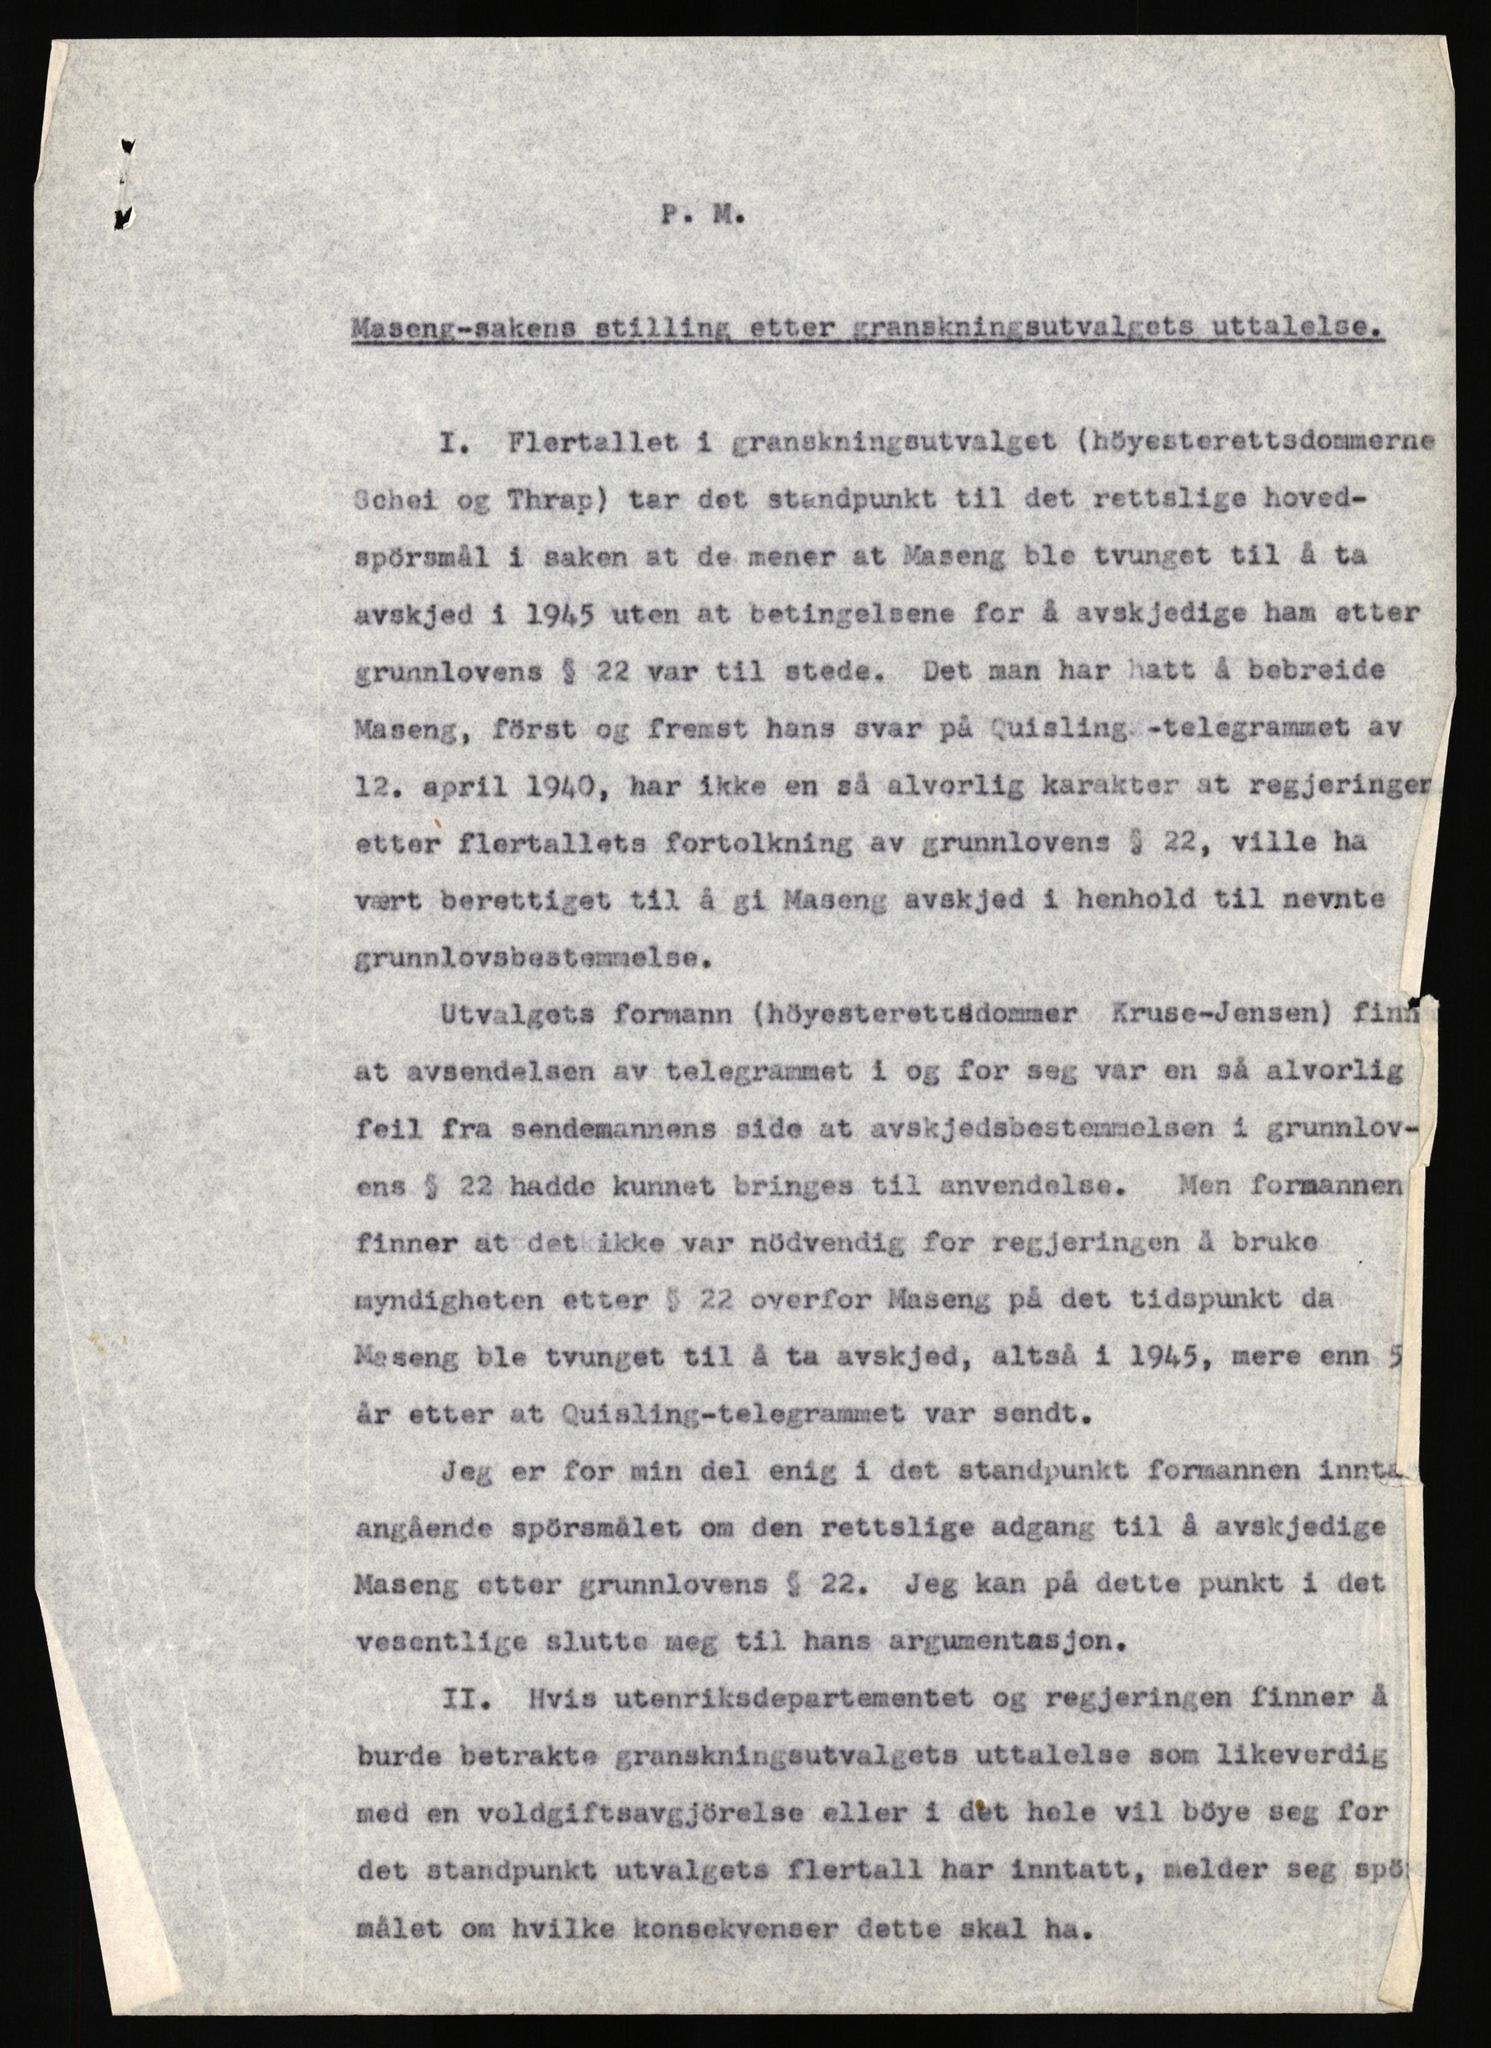 P. M.
Maseng-sakens stilling etter granskningsutvalgets uttalelse.
I. Flertallet i granskningsutvalget (höyesterettsdommerne
Schei og Thrap) tar det standpunkt til det rettslige hoved-
spörsmål i saken at de mener at Maseng ble tvunget til å ta
avskjed i 1945 uten at betingelsene for å avskjedige ham etter
grunnlovens § 22 var til stede. Det man har hatt å bebreide
Maseng, först og fremst hans svar på Quisling -telegrammet av
12. april 1940, har ikke en så alvorlig karakter at regjeringen
etter flertallets fortolkning av grunnlovens § 22, ville ha
vært berettiget til å gi Maseng avskjed i henhold til nevnte
grunnlovsbestemmelse.
Utvalgets formann (höyesterettsdommer Kruse-Jensen) finn
at avsendelsen av telegrammet i og for seg var en så alvorlig
feil fra sendemannens side at avskjedsbestemmelsen i grunnlov-
ens § 22 hadde kunnet bringes til anvendelse. Men formannen
finner at det ikke var nödvendig for regjeringen å bruke
myndigheten etter § 22 overfor Maseng på det tidspunkt da
Maseng ble tvunget til å ta avskjed, altså i 1945, mere enn 5
år etter at Quisling-telegrammet var sendt.
Jeg er for min del enig i det standpunkt formannen innta
angående spörsmålet om den rettslige adgang til å avskjedige
Maseng etter grunnlovens § 22. Jeg kan på dette punkt i det
vesentlige slutte meg til hans argumentasjon.
II. Hvis utenriksdepartementet og regjeringen finner å
burde betrakte granskningsutvalgets uttalelse som likeverdig
med en voldgiftsavgjörelse eller i det hele vil böye seg for
det standpunkt utvalgets flertall har inntatt, melder seg spö
målet om hvilke konsekvenser dette skal ha.